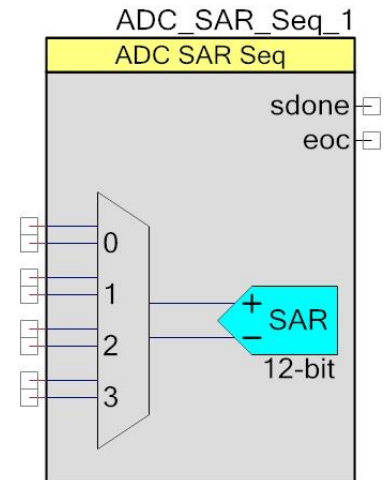 ADC_SAR_Seq_1
ADC SAR Seq
sdone
eoc
0
1
2
3
+
SAR
−
12-bit